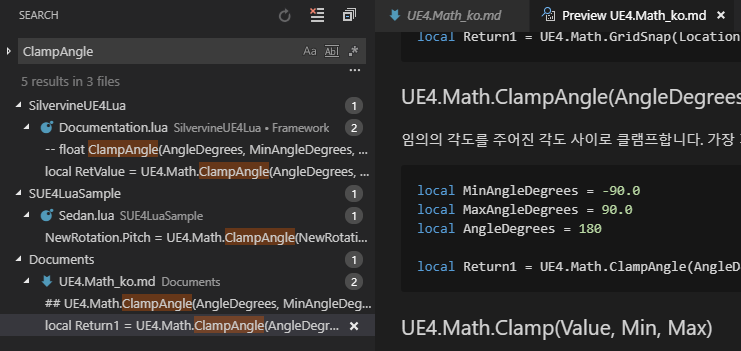 SEARCH
ClampAngle
Aa Abl .*
5 results in 3 files
...
SilvervineUE4Lua 1
Documentation.lua SilvervineUE4Lua • Framework 2
-- float ClampAngle(AngleDegrees, MinAngleDegrees, ...
local RetValue = UE4.Math.ClampAngle(AngleDegrees, ...
SUE4LuaSample 1
Sedan.lua SUE4LuaSample 1
NewRotation.Pitch = UE4.Math.ClampAngle(NewRotati...
Documents 1
UE4.Math_ko.md Documents 2
## UE4.Math.ClampAngle(AngleDegrees, MinAngleDeg...
local Return1 = UE4.Math.ClampAngle(AngleDegr...
UE4.Math_ko.md
Preview UE4.Math_ko.md
local Return1 = UE4.Math.GridSnap(Location
UE4.Math.ClampAngle(AngleDegrees
임의의 각도를 주어진 각도 사이로 클램프합니다. 가장
local MinAngleDegrees = -90.0
local MaxAngleDegrees = 90.0
local AngleDegrees = 180
local Return1 = UE4.Math.ClampAngle(AngleD
UE4.Math.Clamp(Value, Min, Max)